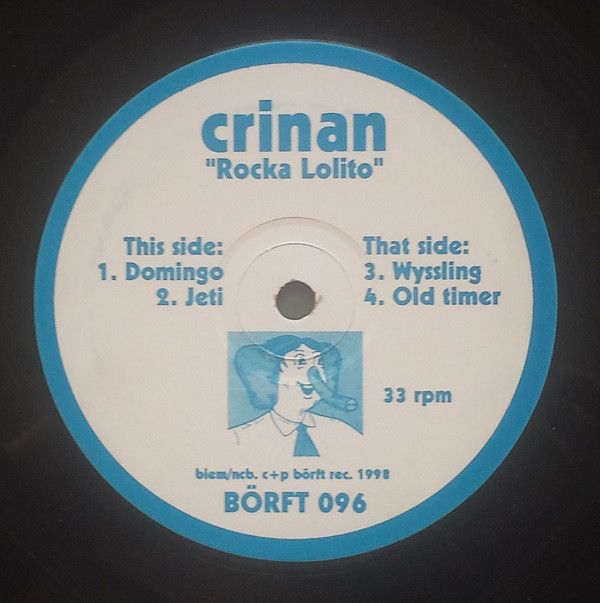 crinan
"Rocka Lolito"
This side:
1. Domingo
2. Jeti
That side:
3. Wyssling
4. Old timer
33 rpm
biem/ncb. c+p börft rec. 1998
BÖRFT 096